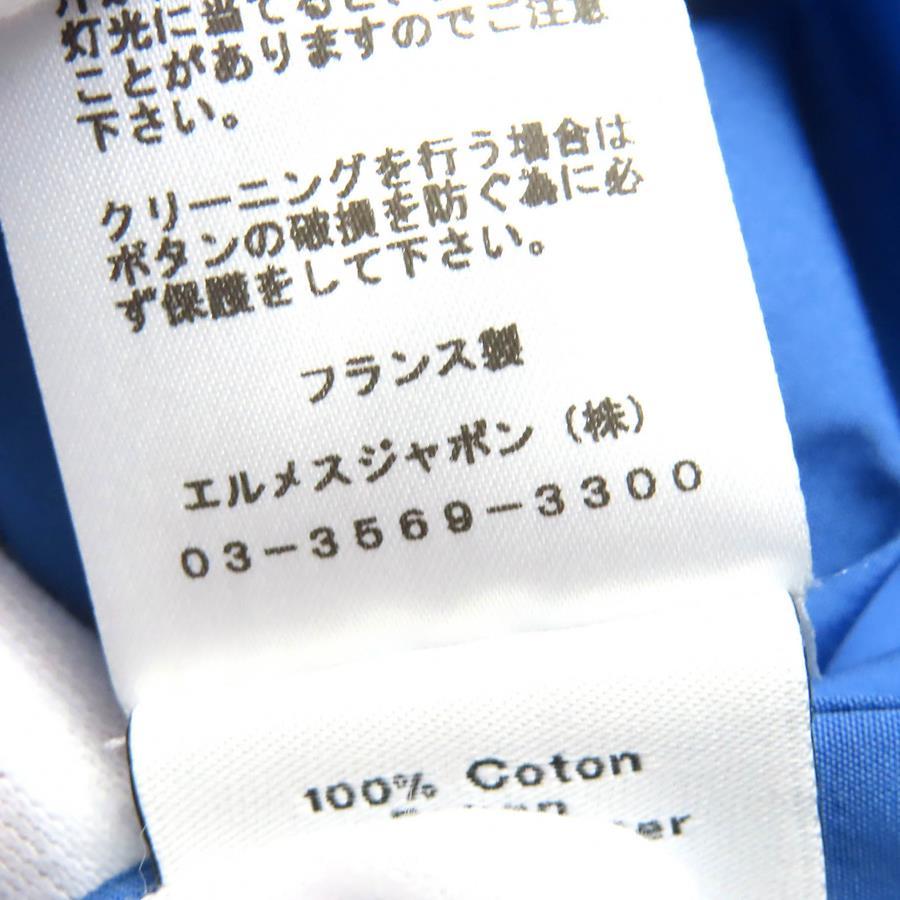 灯光に当てると
ことがありますのでご注意
下さい。
クリーニングを行う場合は
ボタンの破損を防ぐ為に必
ず保護をして下さい。
フランス製
エルメスジャポン（株）
03-3569-3300
100% Coton